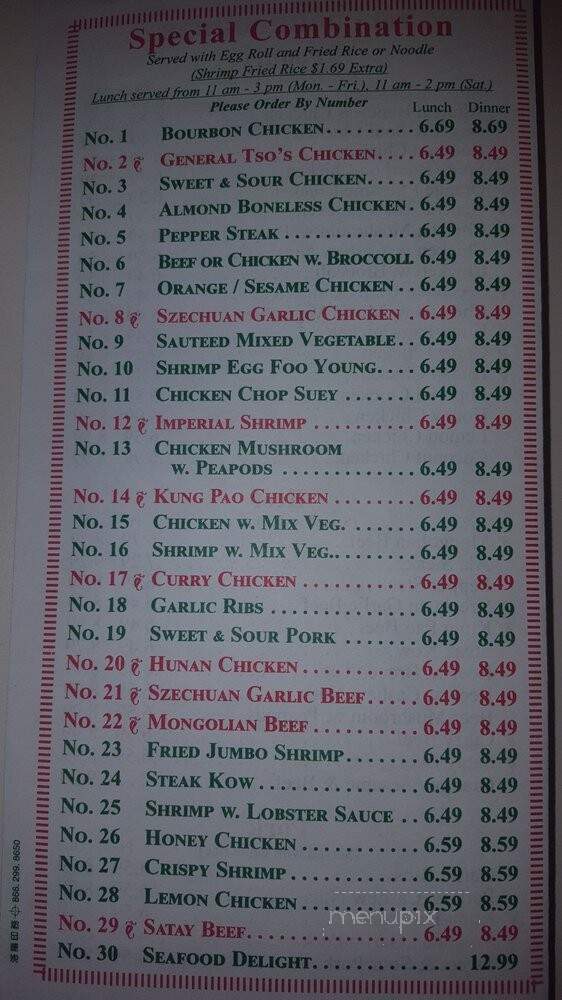 Special Combination
Served with Egg Roll and Fried Rice or Noodle
(Shrimp Fried Rice $1.69 Extra)
Lunch served from 11 am - 3 pm (Mon. - Fri.), 11 am - 2 pm (Sat.)
Please Order By Number Lunch Dinner
No. 1 Bourbon Chicken......... 6.69 8.69
No. 2 General Tso's Chicken.... 6.49 8.49
No. 3 Sweet & Sour Chicken..... 6.49 8.49
No. 4 Almond Boneless Chicken . 6.49 8.49
No. 5 Pepper Steak ............. 6.49 8.49
No. 6 Beef or Chicken w. Broccoli. 6.49 8.49
No. 7 Orange / Sesame Chicken . . 6.49 8.49
No. 8 Szechuan Garlic Chicken . 6.49 8.49
No. 9 Sauteed Mixed Vegetable. . 6.49 8.49
No. 10 Shrimp Egg Foo Young.... 6.49 8.49
No. 11 Chicken Chop Suey ....... 6.49 8.49
No. 12 Imperial Shrimp .......... 6.49 8.49
No. 13 Chicken Mushroom
w. Peapods ............. 6.49 8.49
No. 14 Kung Pao Chicken ........ 6.49 8.49
No. 15 Chicken w. Mix Veg. ...... 6.49 8.49
No. 16 Shrimp w. Mix Veg......... 6.49 8.49
No. 17 Curry Chicken ........... 6.49 8.49
No. 18 Garlic Ribs .............. 6.49 8.49
No. 19 Sweet & Sour Pork ....... 6.49 8.49
No. 20 Hunan Chicken........... 6.49 8.49
No. 21 Szechuan Garlic Beef..... 6.49 8.49
No. 22 Mongolian Beef .......... 6.49 8.49
No. 23 Fried Jumbo Shrimp....... 6.49 8.49
No. 24 Steak Kow ............... 6.49 8.49
No. 25 Shrimp w. Lobster Sauce . . 6.49 8.49
No. 26 Honey Chicken ........... 6.59 8.59
No. 27 Crispy Shrimp ............ 6.59 8.59
No. 28 Lemon Chicken ........... 6.59 8.59
No. 29 Satay Beef................ 6.49 8.49
No. 30 Seafood Delight.............. 12.99
menupix
866.299.8650